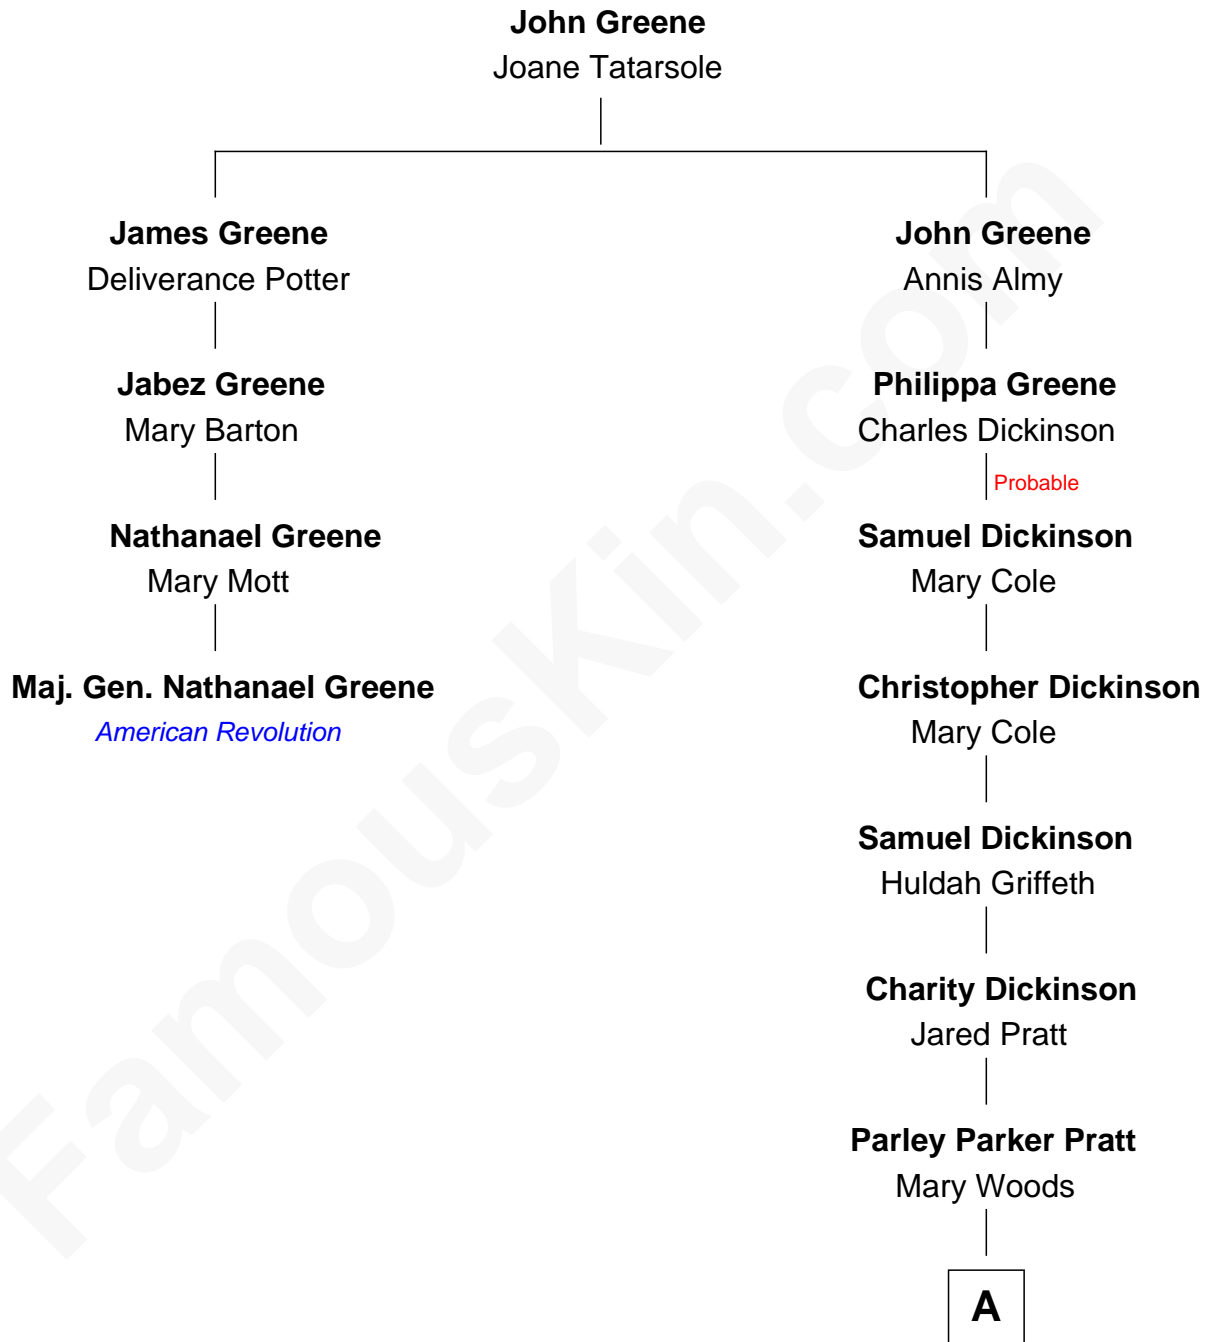 John Greene
Joane Tatarsole
James Greene
Deliverance Potter
John Greene
Annis Almy
Jabez Greene
Mary Barton
Philippa Greene
Charles Dickinson
Probable
Nathanael Greene
Mary Mott
Samuel Dickinson
Mary Cole
Maj. Gen. Nathanael Greene
American Revolution
Christopher Dickinson
Mary Cole
Samuel Dickinson
Huldah Griffeth
Charity Dickinson
Jared Pratt
Parley Parker Pratt
Mary Woods
A
FamousKin.com